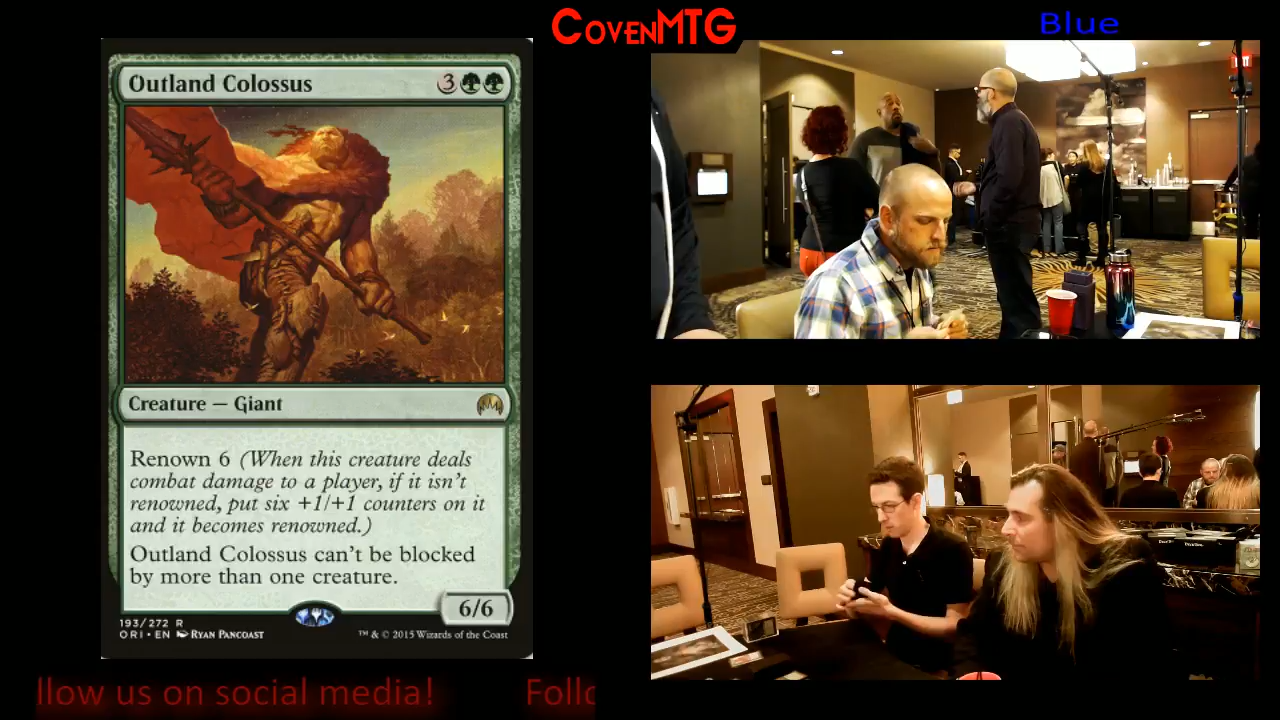 COVENMTG
Blue
Outland Colossus
3
Creature — Giant
Renown 6 (When this creature deals
combat damage to a player, if it isn't
renowned, put six +1/+1 counters on it
and it becomes renowned.)
Outland Colossus can't be blocked
by more than one creature.
6/6
193/272 R
ORI • EN RYAN PANCOAST
™ & © 2015 Wizards of the Coast
llow us on social media!
Follo
EXIT